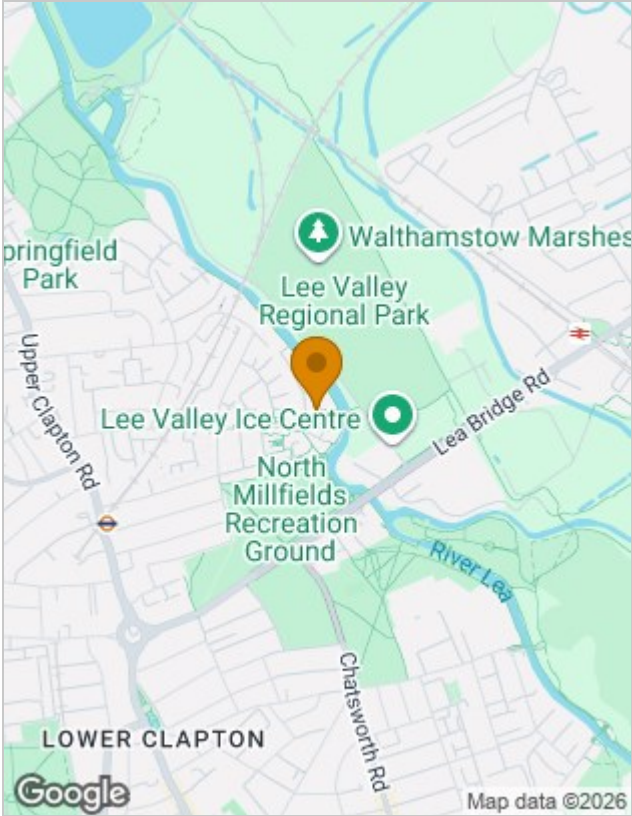 Walthamstow Marshes
pringfield
Park
Lee Valley
Regional Park
Upper Clapton Rd
Lee Valley Ice Centre
Lea Bridge Rd
North
Millfields
Recreation
Ground
River Lea
Chatsworth Rd
LOWER CLAPTON
Google
Map data ©2026